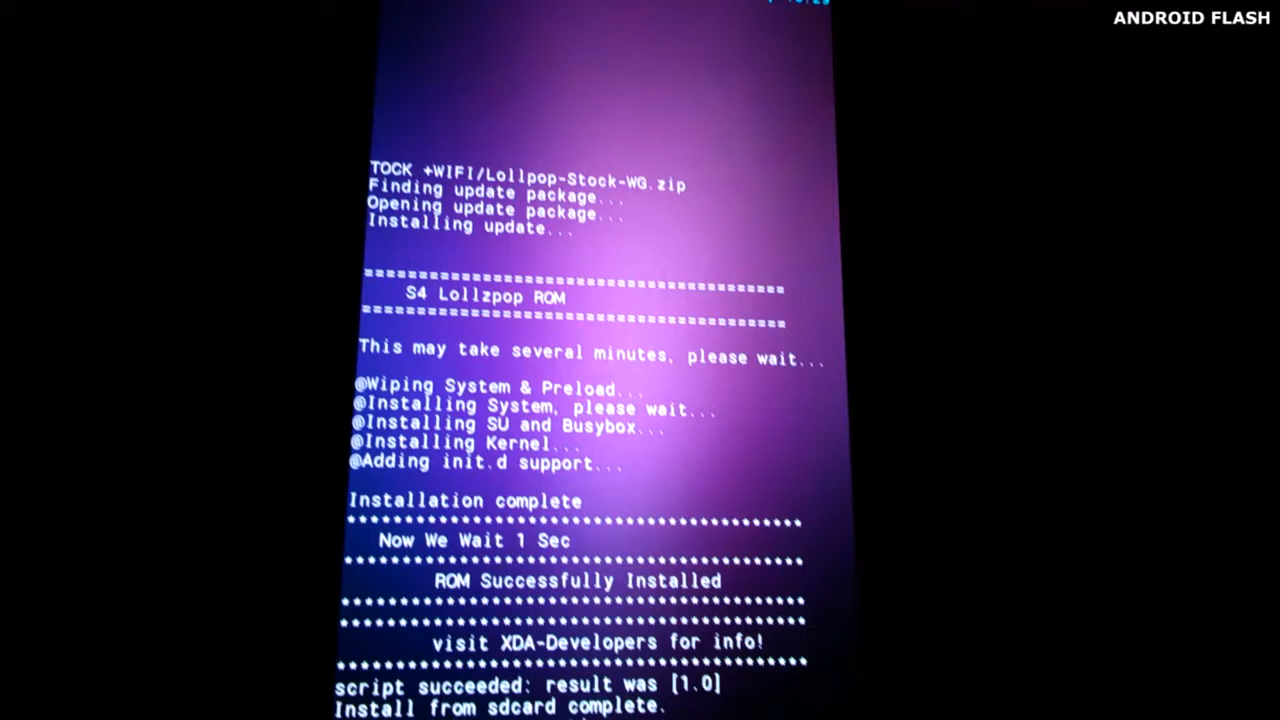 ANDROID FLASH
TOCK +WIFI/Lollpop-Stock-WG.zip
Finding update package...
Opening update package...
Installing update...
=======================================
S4 Lollzpop ROM
=======================================
This may take several minutes, please wait...
@Wiping System & Preload...
@Installing System, please wait...
@Installing SU and Busybox...
@Installing Kernel...
@Adding init.d support...
Installation complete
****************************************
Now We Wait 1 Sec
****************************************
ROM Successfully Installed
****************************************
****************************************
visit XDA-Developers for info!
****************************************
script succeeded: result was [1.0]
Install from sdcard complete.